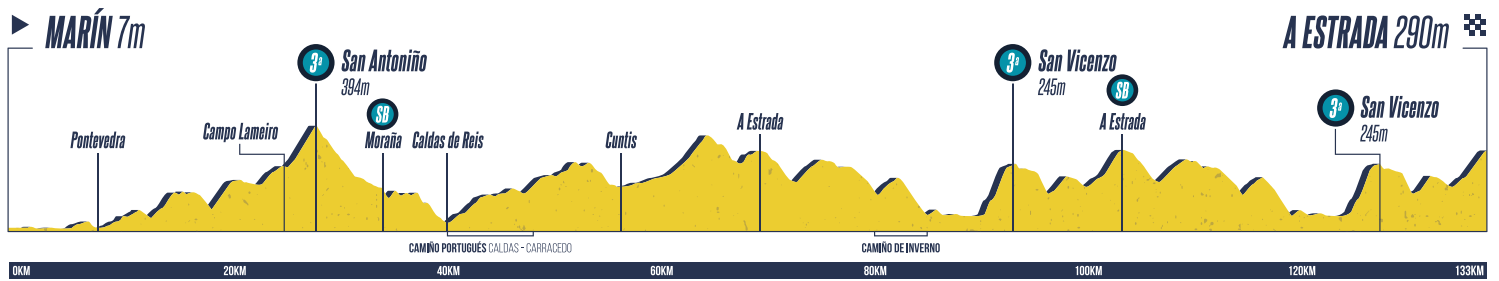 MARÍN 7m
A ESTRADA 290m
3ª San Antoniño
394m
3ª San Vicenzo
245m
SB
SB
3ª San Vicenzo
245m
Pontevedra
Campo Lameiro
Moraña
Caldas de Reis
Cuntis
A Estrada
A Estrada
CAMIÑO PORTUGUÉS CALDAS - CARRACEDO
CAMIÑO DE INVERNO
0KM 20KM 40KM 60KM 80KM 100KM 120KM 133KM